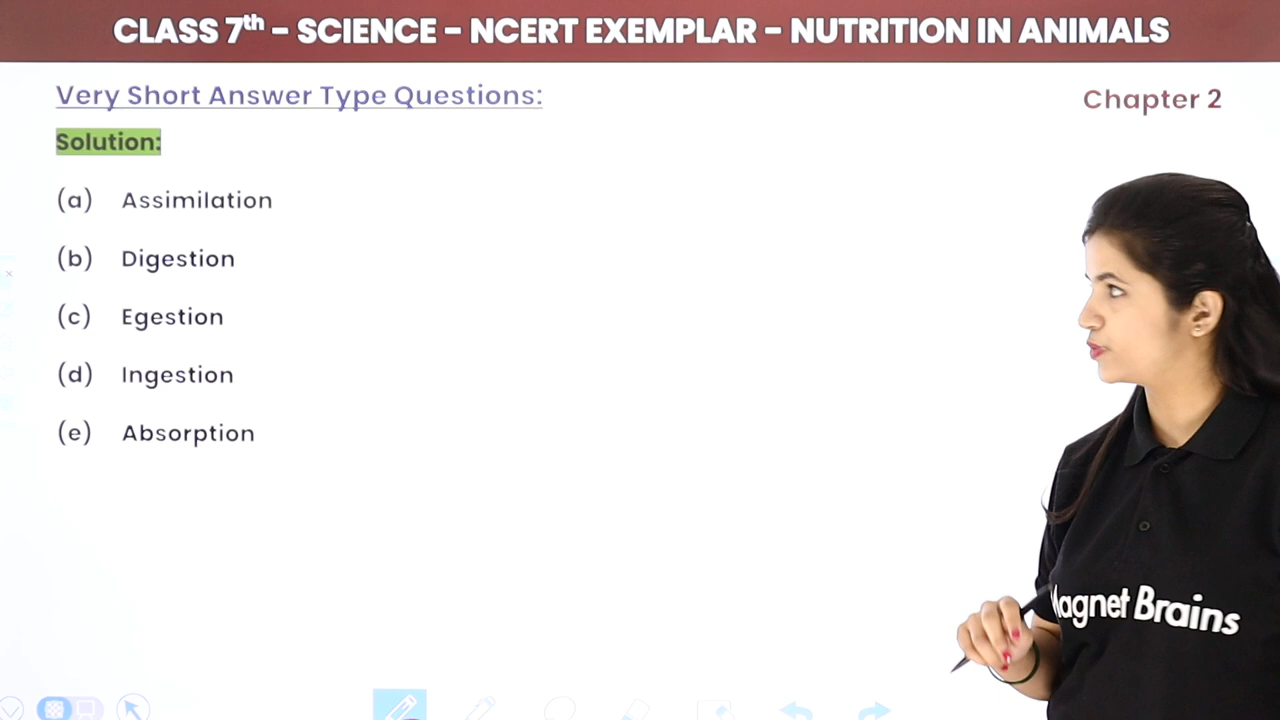 CLASS 7th – SCIENCE – NCERT EXEMPLAR – NUTRITION IN ANIMALS
Very Short Answer Type Questions:
Chapter 2
Solution:
(a) Assimilation
(b) Digestion
(c) Egestion
(d) Ingestion
(e) Absorption
Magnet Brains